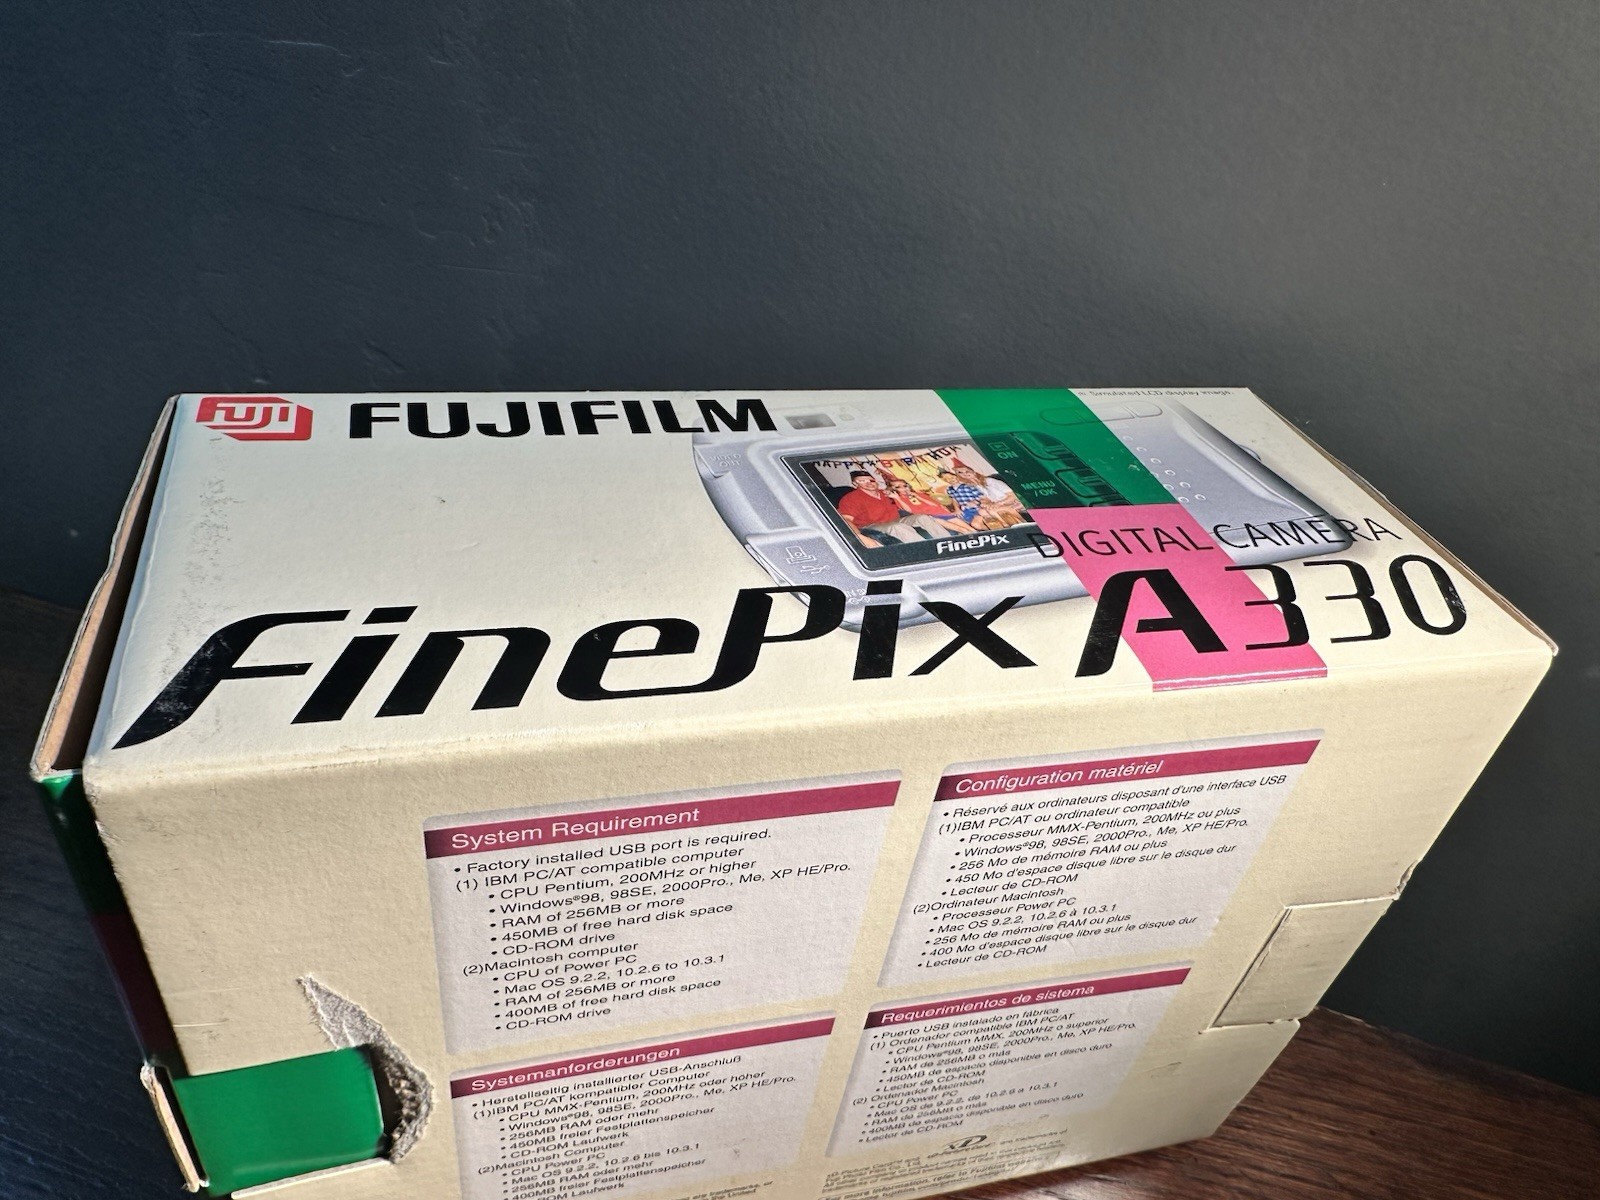 FUJI FUJIFILM
※ Simulated LCD display image.
HAPPY BIRTHDAY
ON
MENU
/OK
FinePix
DIGITAL CAMERA
FinePix A330
System Requirement
• Factory installed USB port is required.
(1) IBM PC/AT compatible computer
• CPU Pentium, 200MHz or higher
• Windows®98, 98SE, 2000Pro., Me, XP HE/Pro.
• RAM of 256MB or more
• 450MB of free hard disk space
• CD-ROM drive
(2)Macintosh computer
• CPU of Power PC
• Mac OS 9.2.2, 10.2.6 to 10.3.1
• RAM of 256MB or more
• 400MB of free hard disk space
• CD-ROM drive
Configuration matériel
• Réservé aux ordinateurs disposant d'une interface USB
(1)IBM PC/AT ou ordinateur compatible
• Processeur MMX-Pentium, 200MHz ou plus
• Windows®98, 98SE, 2000Pro., Me, XP HE/Pro.
• 256 Mo de mémoire RAM ou plus
• 450 Mo d'espace disque libre sur le disque dur
• Lecteur de CD-ROM
(2)Ordinateur Macintosh
• Processeur Power PC
• Mac OS 9.2.2, 10.2.6 à 10.3.1
• 256 Mo de mémoire RAM ou plus
• 400 Mo d'espace disque libre sur le disque dur
• Lecteur de CD-ROM
Systemanforderungen
• Herstellseitig installierter USB-Anschluß
(1)IBM PC/AT kompatibler Computer
• CPU MMX-Pentium, 200MHz oder höher
• Windows®98, 98SE, 2000Pro., Me, XP HE/Pro.
• 256MB RAM oder mehr
• 450MB freier Festplattenspeicher
• CD-ROM Laufwerk
(2)Macintosh Computer
• CPU Power PC
• Mac OS 9.2.2, 10.2.6 bis 10.3.1
• 256MB RAM oder mehr
• 400MB freier Festplattenspeicher
• CD-ROM Laufwerk
Requerimientos de sistema
• Puerto USB instalado en fábrica
(1) Ordenador compatible IBM PC/AT
• CPU Pentium MMX, 200MHz o superior
• Windows®98, 98SE, 2000Pro., Me, XP HE/Pro.
• RAM de 256MB o más
• 450MB de espacio disponible en disco duro
• Lector de CD-ROM
(2) Ordenador Macintosh
• CPU Power PC
• Mac OS de 9.2.2, de 10.2.6 a 10.3.1
• RAM de 256MB o más
• 400MB de espacio disponible en disco duro
• Lector de CD-ROM